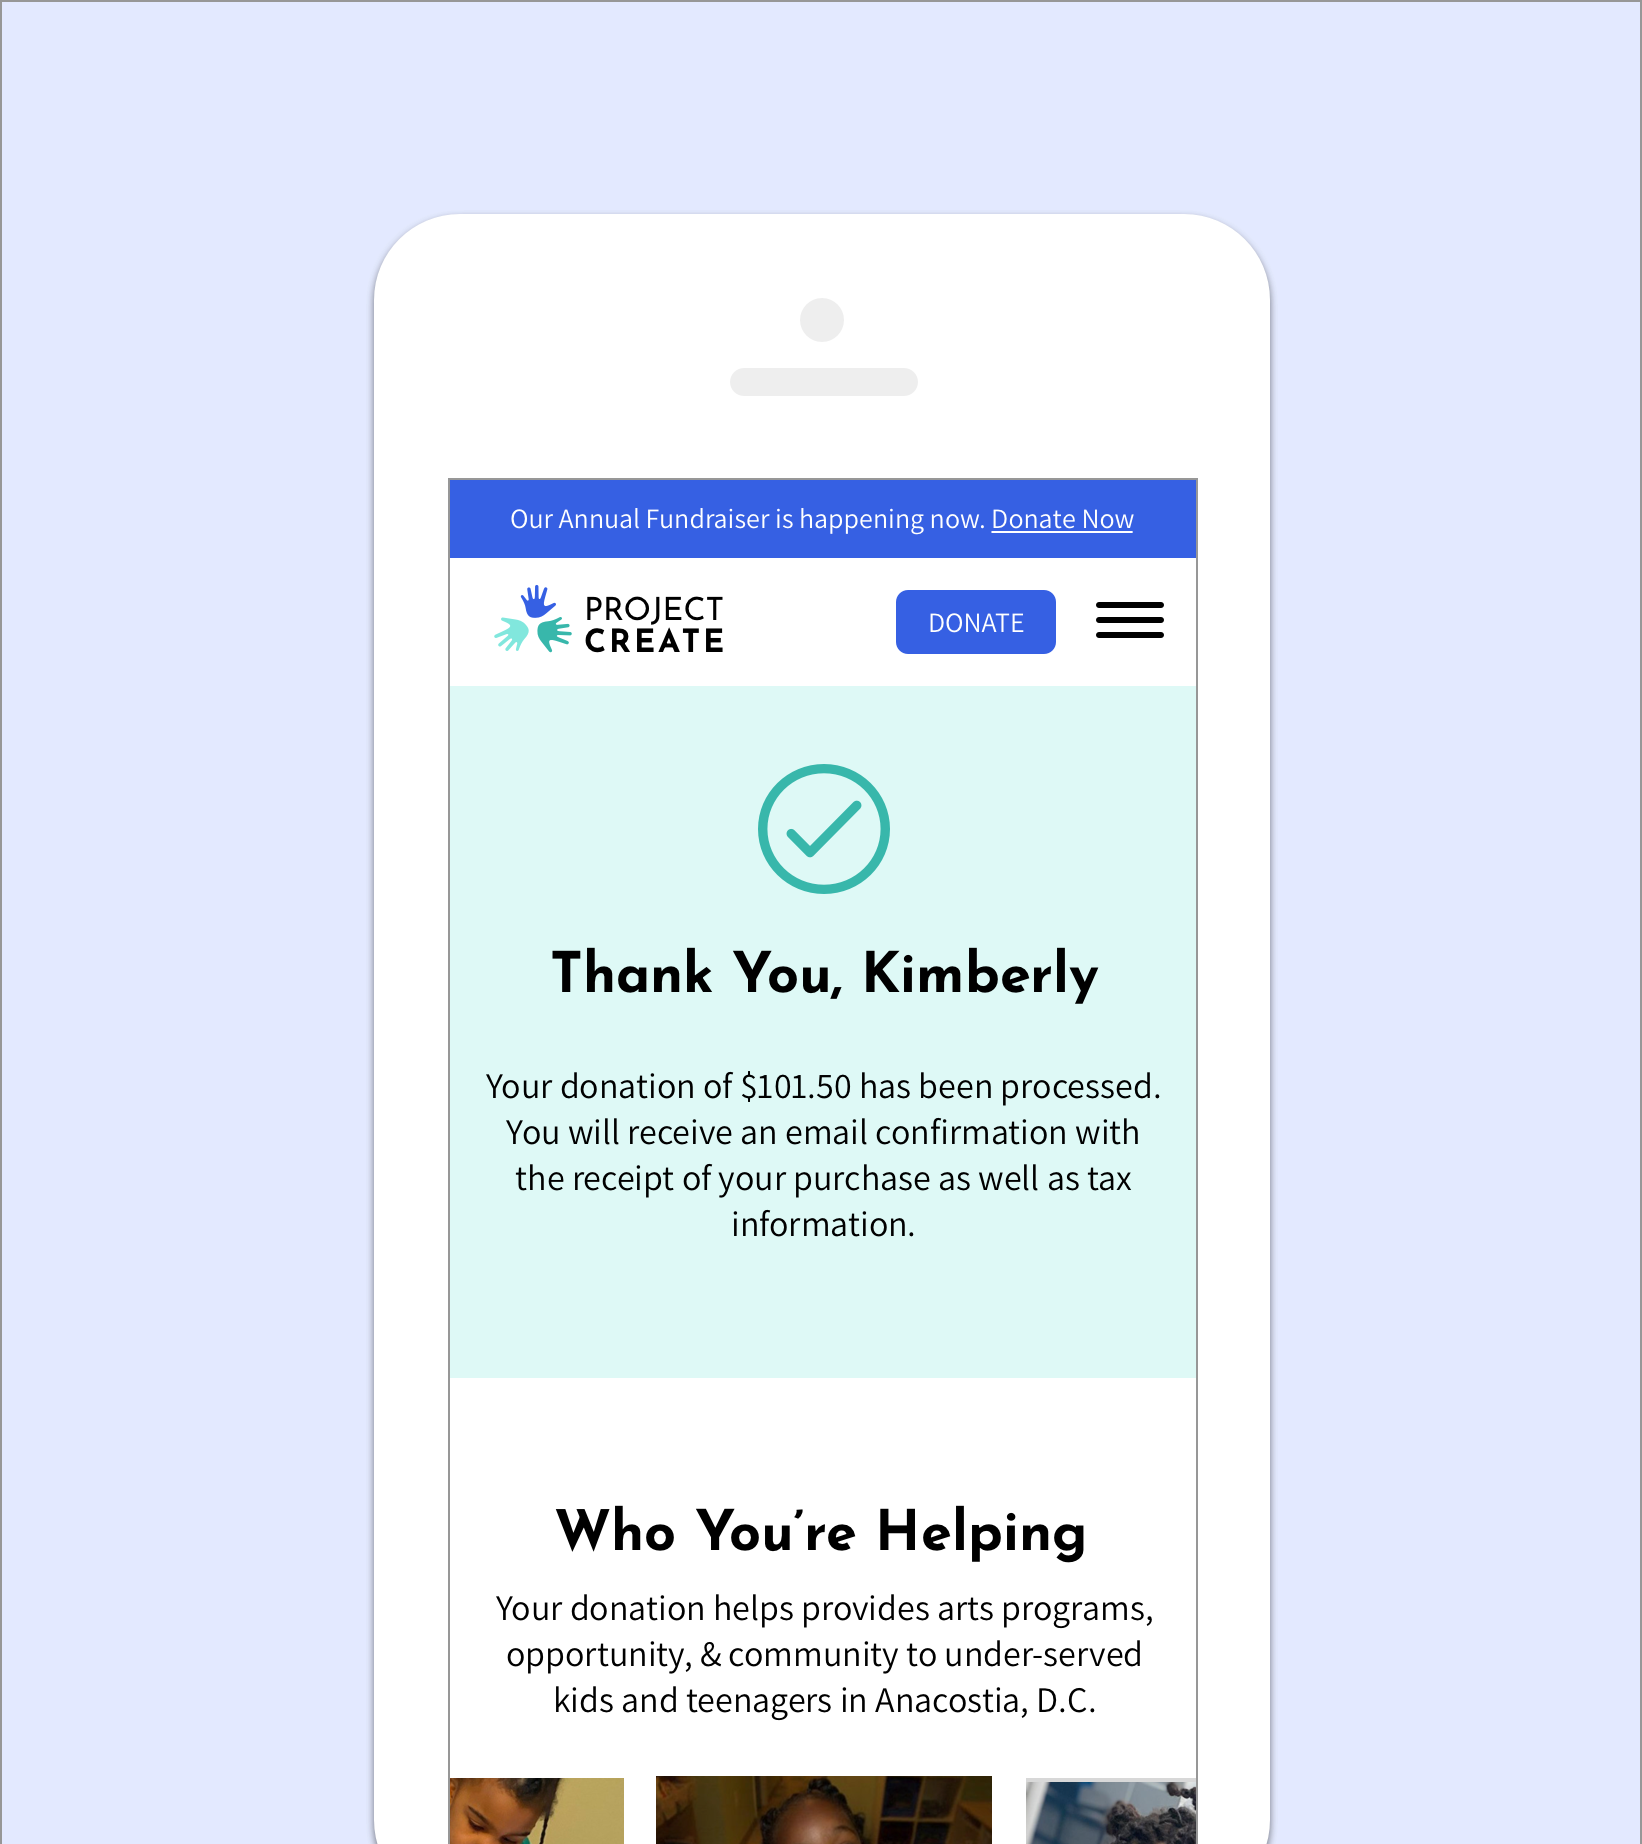 Our Annual Fundraiser is happening now. Donate Now
PROJECT
CREATE
DONATE
Thank You, Kimberly
Your donation of $101.50 has been processed.
You will receive an email confirmation with
the receipt of your purchase as well as tax
information.
Who You’re Helping
Your donation helps provides arts programs,
opportunity, & community to under-served
kids and teenagers in Anacostia, D.C.